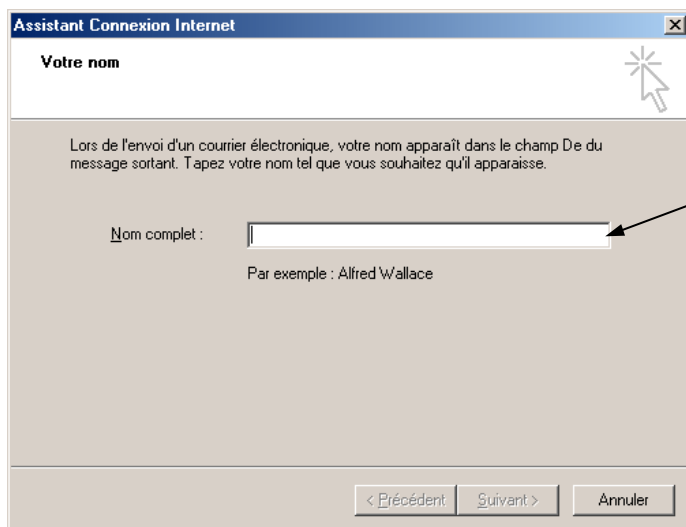 Assistant Connexion Internet
Votre nom
Lors de l'envoi d'un courrier électronique, votre nom apparaît dans le champ De du
message sortant. Tapez votre nom tel que vous souhaitez qu'il apparaisse.
Nom complet :
Par exemple : Alfred Wallace
< Précédent Suivant > Annuler